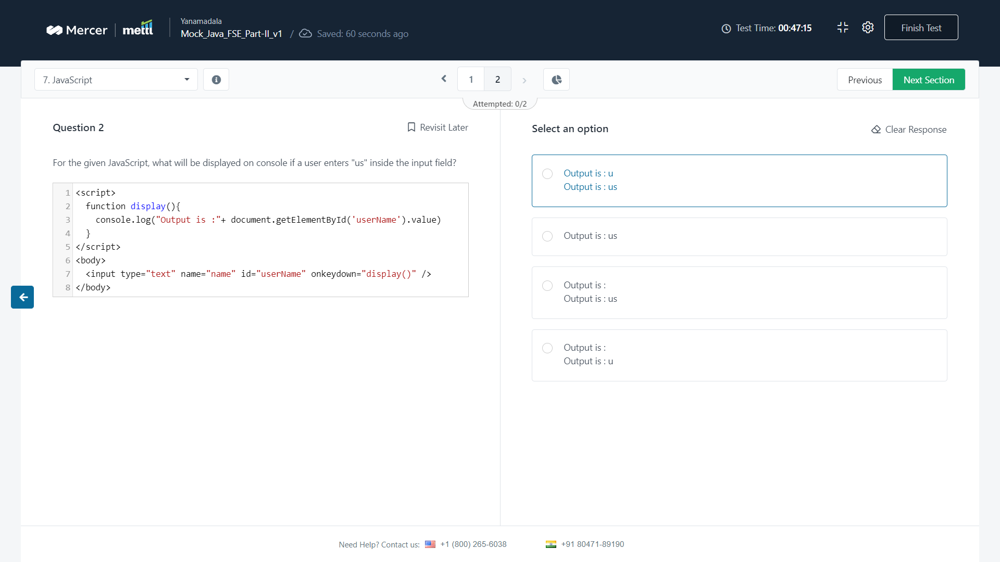 Mercer | mettl
Yanamadala
Mock_Java_FSE_Part-II_v1 / Saved: 60 seconds ago
Test Time: 00:47:15
Finish Test
7. JavaScript
1 2
Attempted: 0/2
Previous
Next Section
Question 2
Revisit Later
For the given JavaScript, what will be displayed on console if a user enters "us" inside the input field?
1 <script>
2   function display(){
3     console.log("Output is :"+ document.getElementById('userName').value)
4   }
5 </script>
6 <body>
7   <input type="text" name="name" id="userName" onkeydown="display()" />
8 </body>
Select an option
Clear Response
Output is : u
Output is : us
Output is : us
Output is :
Output is : us
Output is :
Output is : u
Need Help? Contact us: +1 (800) 265-6038 +91 80471-89190